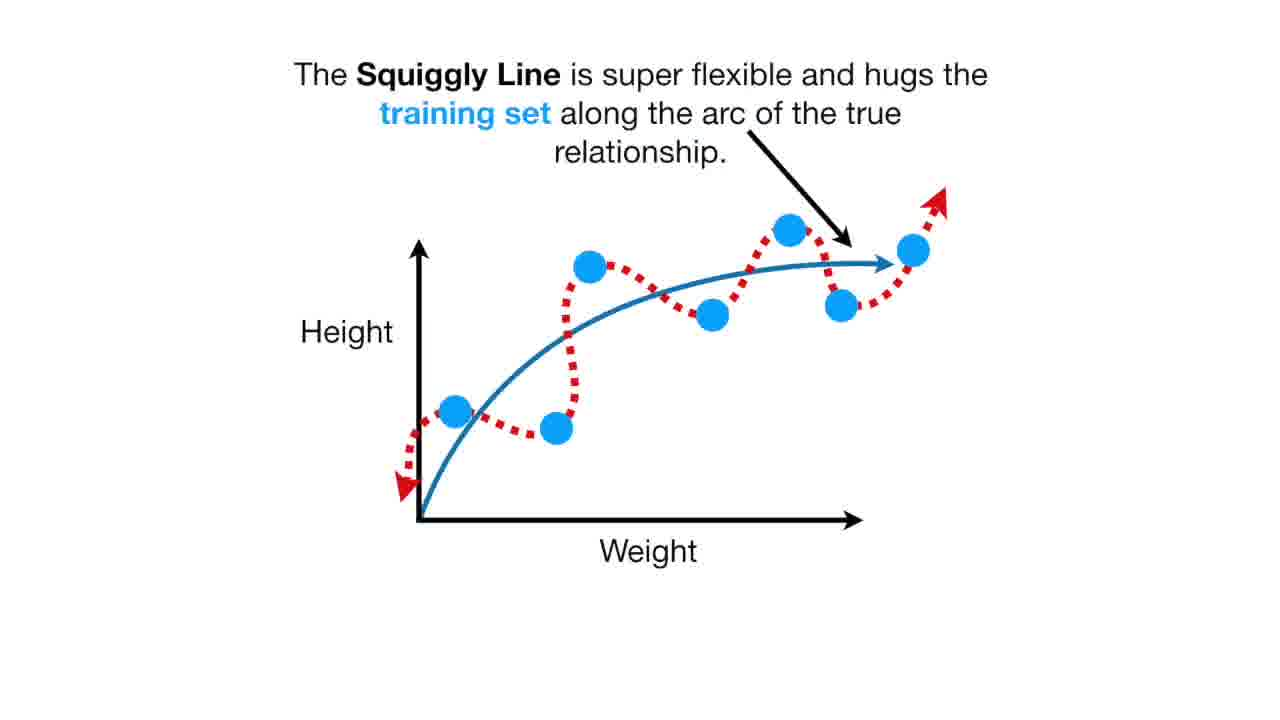 The Squiggly Line is super flexible and hugs the
training set along the arc of the true
relationship.
Height
Weight